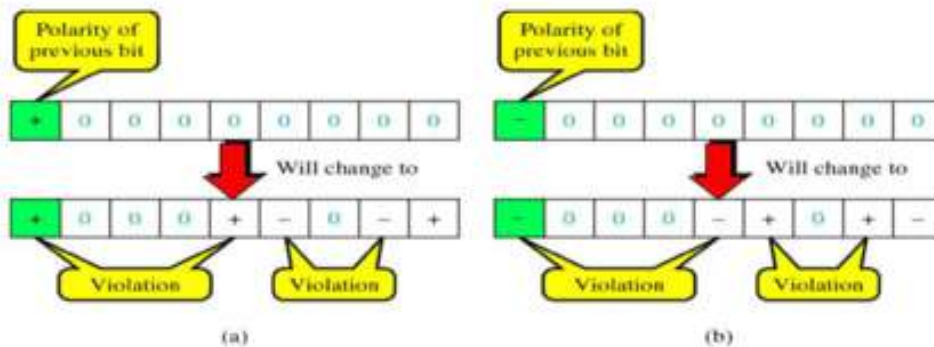 Polarity of
previous bit
+ 0 0 0 0 0 0 0 0
Will change to
+ 0 0 0 + − 0 − +
Violation
Violation
(a)
Polarity of
previous bit
− 0 0 0 0 0 0 0 0
Will change to
− 0 0 0 − + 0 + −
Violation
Violation
(b)